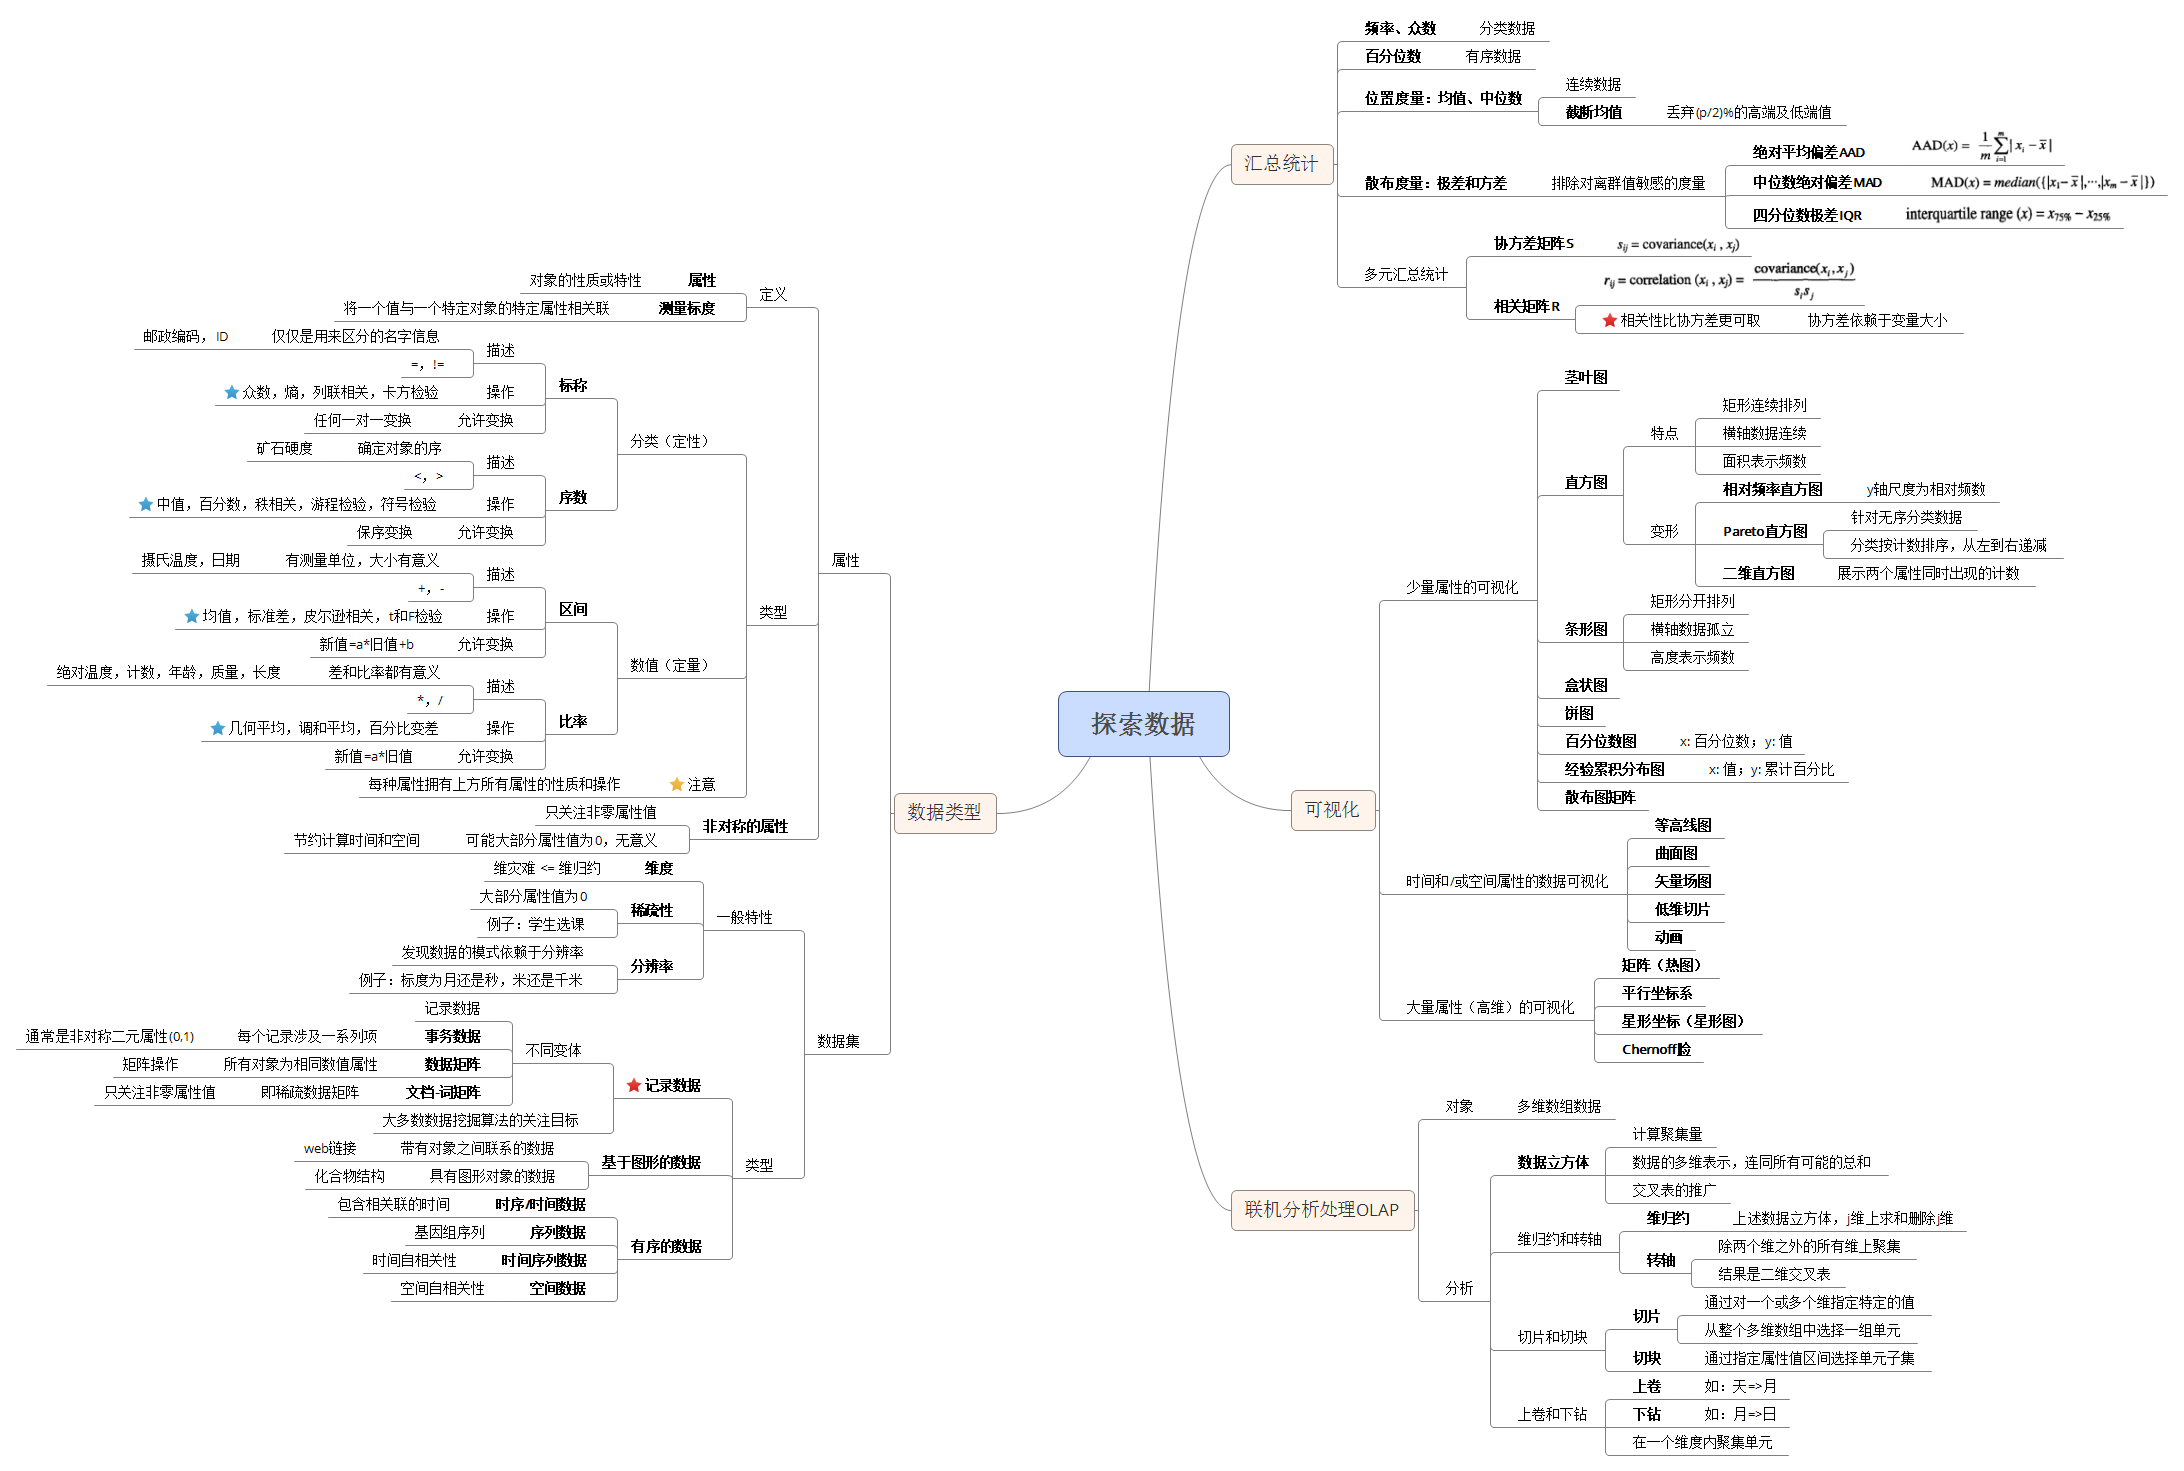 探索数据
汇总统计
频率、众数
分类数据
百分位数
有序数据
位置度量：均值、中位数
连续数据
截断均值
丢弃(p/2)%的高端及低端值
散布度量：极差和方差
排除对离群值敏感的度量
绝对平均偏差AAD
AAD(x) = 1/m ∑_{i=1}^{m} |x_i − x̄|
中位数绝对偏差MAD
MAD(x) = median({|x_1 − x̄|,⋯,|x_m − x̄|})
四分位数极差IQR
interquartile range (x) = x_{75%} − x_{25%}
多元汇总统计
协方差矩阵S
s_{ij} = covariance(x_i , x_j)
相关矩阵R
r_{ij} = correlation (x_i , x_j) = covariance(x_i, x_j) / s_i s_j
相关性比协方差更可取
协方差依赖于变量大小
可视化
少量属性的可视化
茎叶图
直方图
特点
矩形连续排列
横轴数据连续
面积表示频数
变形
相对频率直方图
y轴尺度为相对频数
Pareto直方图
针对无序分类数据
分类按计数排序，从左到右递减
二维直方图
展示两个属性同时出现的计数
条形图
矩形分开排列
横轴数据孤立
高度表示频数
盒状图
饼图
百分位数图
x: 百分位数；y: 值
经验累积分布图
x: 值；y: 累计百分比
散布图矩阵
时间和/或空间属性的数据可视化
等高线图
曲面图
矢量场图
低维切片
动画
大量属性（高维）的可视化
矩阵（热图）
平行坐标系
星形坐标（星形图）
Chernoff脸
联机分析处理OLAP
对象
多维数组数据
分析
数据立方体
计算聚集量
数据的多维表示，连同所有可能的总和
交叉表的推广
维归约和转轴
维归约
上述数据立方体，j维上求和删除j维
转轴
除两个维之外的所有维上聚集
结果是二维交叉表
切片和切块
切片
通过对一个或多个维指定特定的值
从整个多维数组中选择一组单元
切块
通过指定属性值区间选择单元子集
上卷和下钻
上卷
如：天=>月
下钻
如：月=>日
在一个维度内聚集单元
数据类型
属性
定义
属性
对象的性质或特性
测量标度
将一个值与一个特定对象的特定属性相关联
类型
分类（定性）
标称
描述
仅仅是用来区分的名字信息
邮政编码，ID
=，!=
操作
众数，熵，列联相关，卡方检验
允许变换
任何一对一变换
序数
描述
确定对象的序
矿石硬度
<，>
操作
中值，百分数，秩相关，游程检验，符号检验
允许变换
保序变换
数值（定量）
区间
描述
有测量单位，大小有意义
摄氏温度，日期
+，-
操作
均值，标准差，皮尔逊相关，t和F检验
允许变换
新值=a*旧值+b
比率
描述
差和比率都有意义
绝对温度，计数，年龄，质量，长度
*，/
操作
几何平均，调和平均，百分比变差
允许变换
新值=a*旧值
注意
每种属性拥有上方所有属性的性质和操作
非对称的属性
只关注非零属性值
可能大部分属性值为0，无意义
节约计算时间和空间
数据集
一般特性
维度
维灾难 <= 维归约
稀疏性
大部分属性值为0
例子：学生选课
分辨率
发现数据的模式依赖于分辨率
例子：标度为月还是秒，米还是千米
类型
记录数据
不同变体
记录数据
事务数据
每个记录涉及一系列项
通常是非对称二元属性(0,1)
数据矩阵
所有对象为相同数值属性
矩阵操作
文档-词矩阵
即稀疏数据矩阵
只关注非零属性值
大多数数据挖掘算法的关注目标
基于图形的数据
带有对象之间联系的数据
web链接
具有图形对象的数据
化合物结构
有序的数据
时序/时间数据
包含相关联的时间
序列数据
基因组序列
时间序列数据
时间自相关性
空间数据
空间自相关性